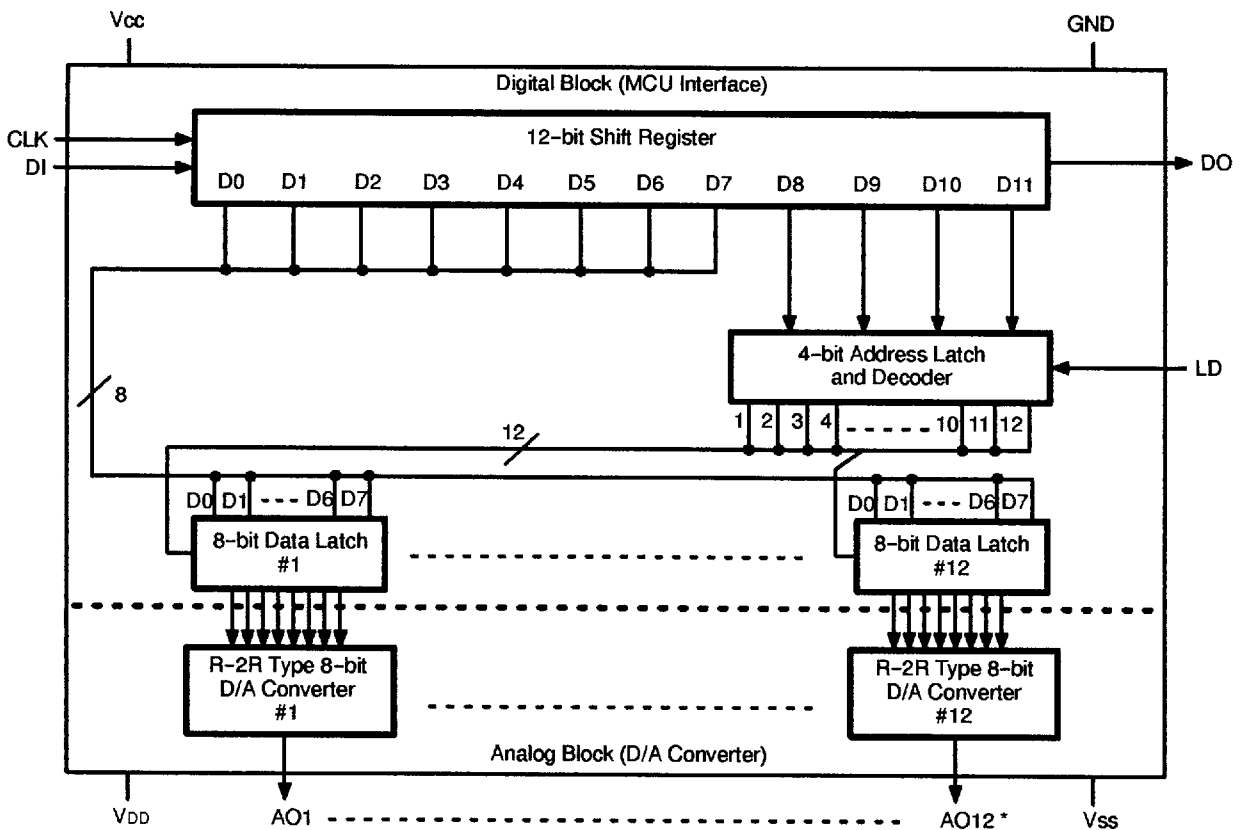 Vcc
GND
Digital Block (MCU Interface)
CLK
12-bit Shift Register
DI
DO
D0 D1 D2 D3 D4 D5 D6 D7 D8 D9 D10 D11
4-bit Address Latch
and Decoder
LD
8
1 2 3 4 10 11 12
12
D0 D1 D6 D7
D0 D1 D6 D7
8-bit Data Latch
#1
8-bit Data Latch
#12
R-2R Type 8-bit
D/A Converter
#1
R-2R Type 8-bit
D/A Converter
#12
Analog Block (D/A Converter)
VDD
AO1
AO12 *
Vss